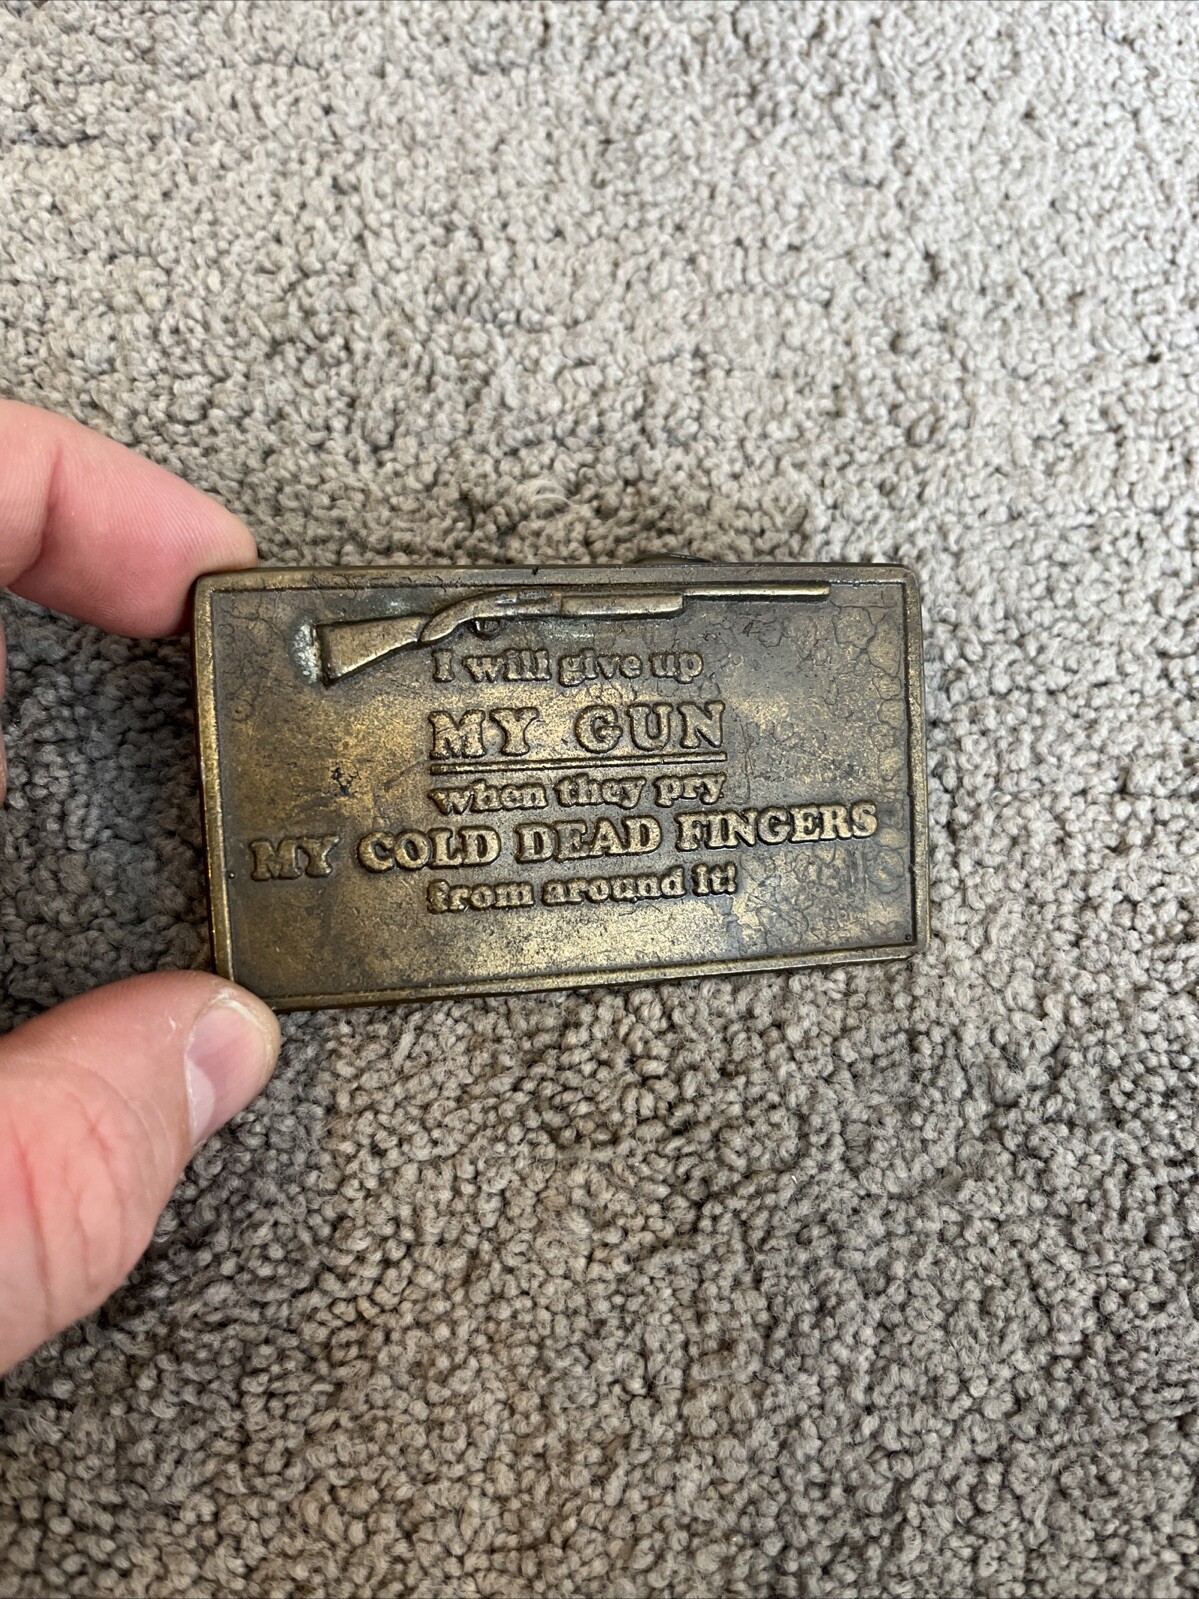 I will give up
MY GUN
when they pry
MY COLD DEAD FINGERS
from around it!